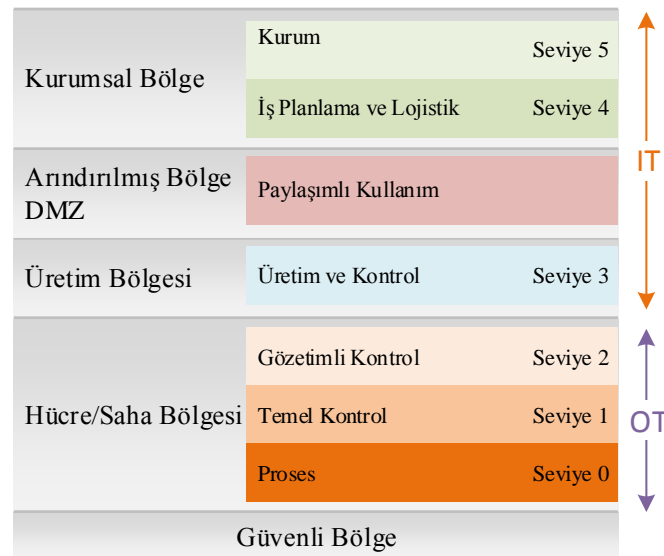 Kurumsal Bölge
Kurum Seviye 5
İş Planlama ve Lojistik Seviye 4
Arındırılmış Bölge
DMZ
Paylaşımlı Kullanım
Üretim Bölgesi
Üretim ve Kontrol Seviye 3
Hücre/Saha Bölgesi
Gözetimli Kontrol Seviye 2
Temel Kontrol Seviye 1
Proses Seviye 0
Güvenli Bölge
IT
OT